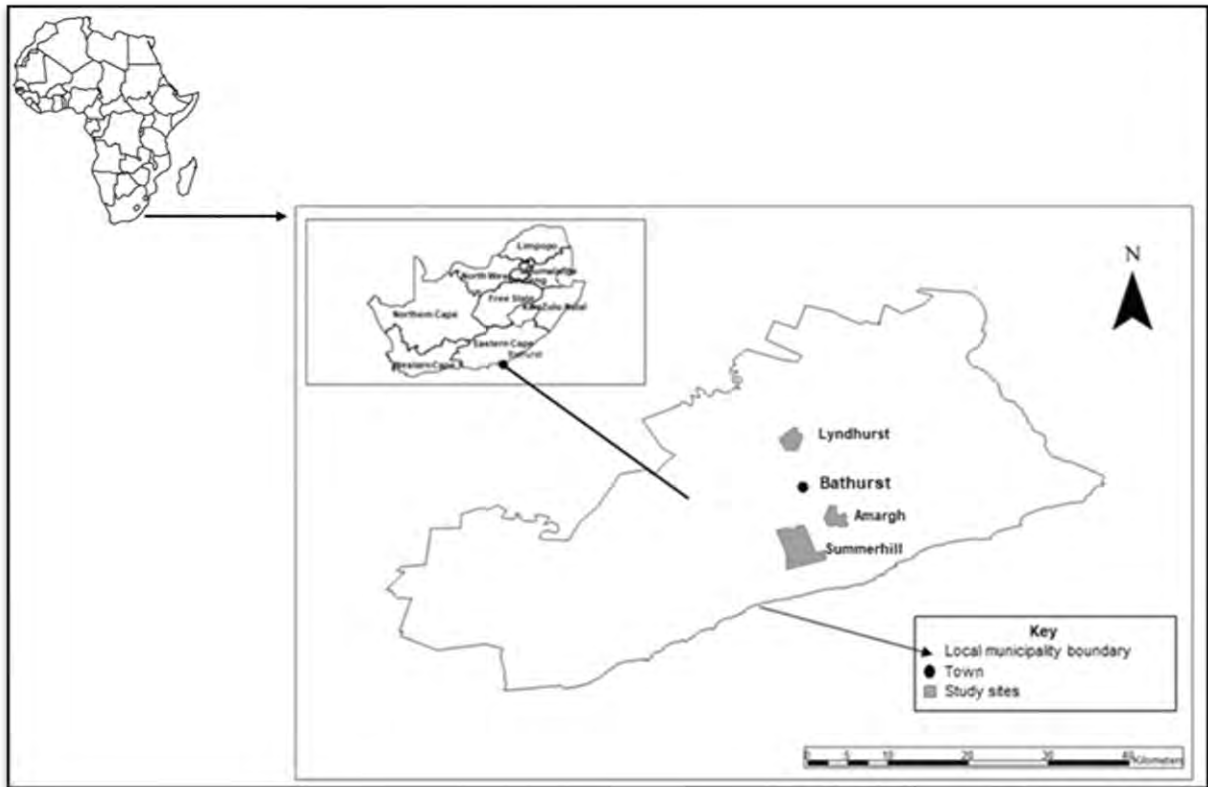 Limpopo
North West
Free State
KwaZulu Natal
Northern Cape
Eastern Cape
Bathurst
Western Cape
N
Lyndhurst
Bathurst
Amargh
Summerhill
Key
Local municipality boundary
Town
Study sites
0 5 10 20 30 40
Kilometers